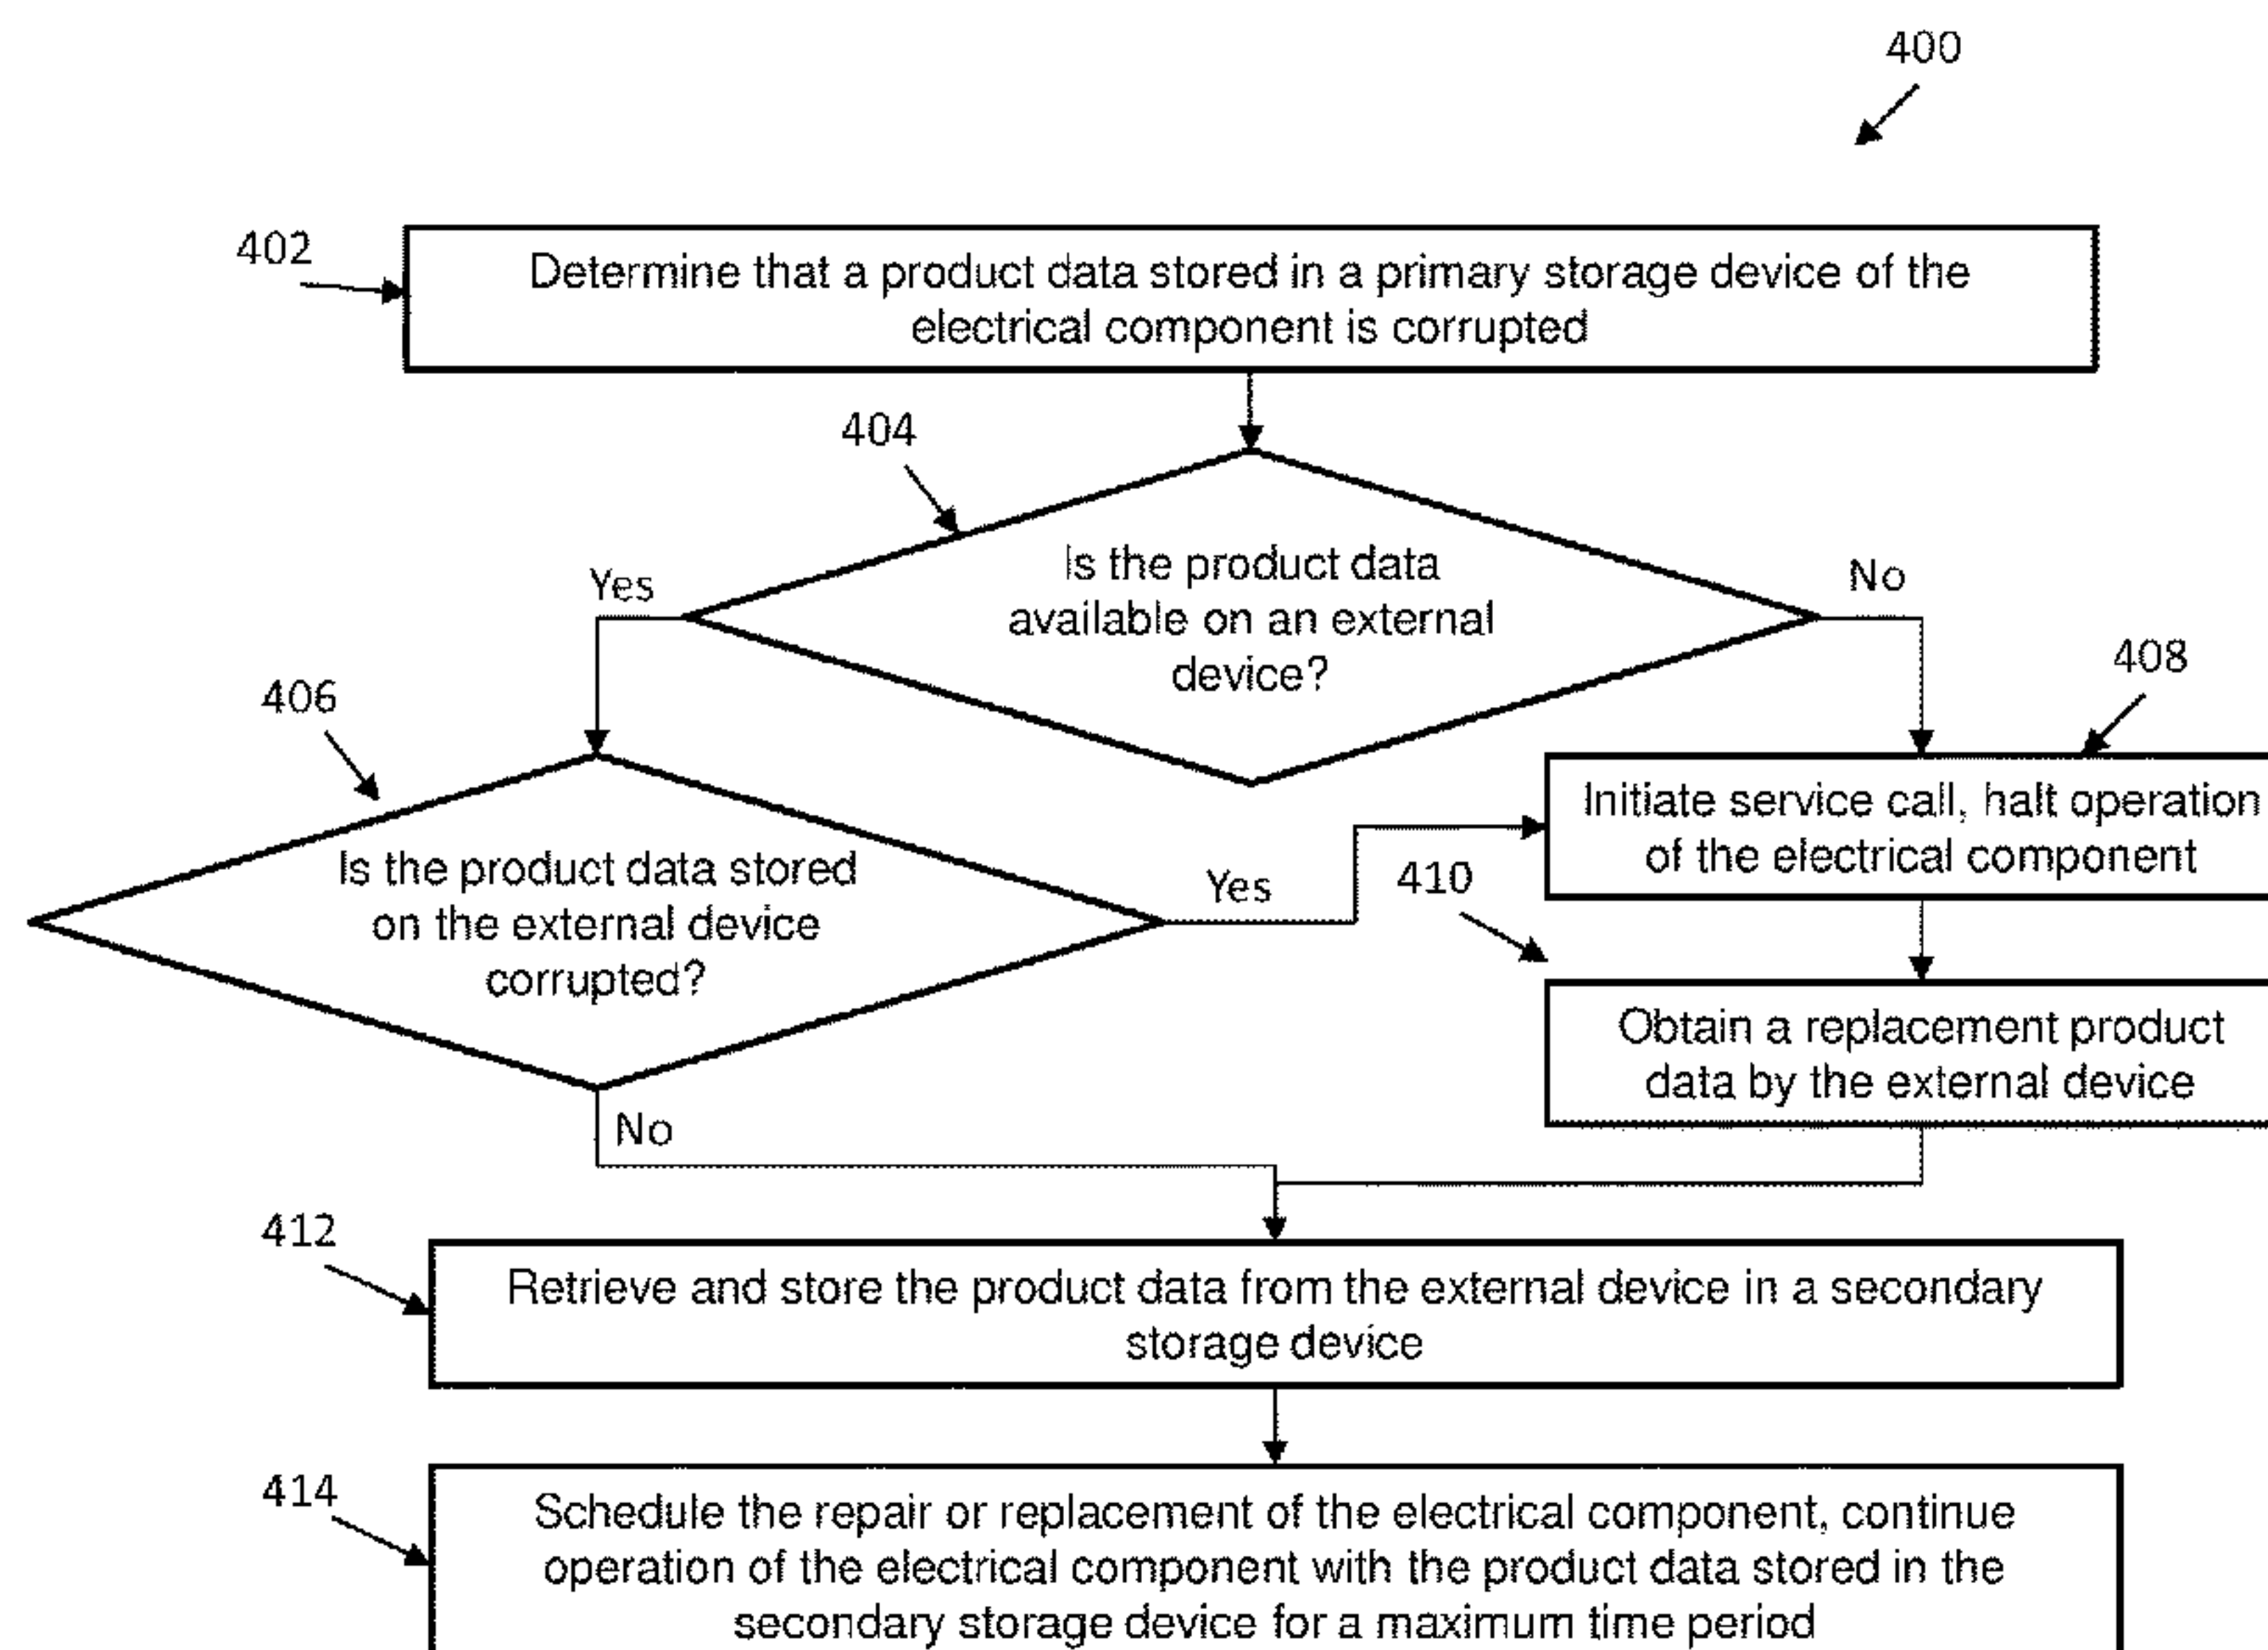 400
402
Determine that a product data stored in a primary storage device of the
electrical component is corrupted
404
Is the product data
available on an external
device?
Yes
No
406
408
Is the product data stored
on the external device
corrupted?
Yes
Initiate service call, halt operation
of the electrical component
410
Obtain a replacement product
data by the external device
No
412
Retrieve and store the product data from the external device in a secondary
storage device
414
Schedule the repair or replacement of the electrical component, continue
operation of the electrical component with the product data stored in the
secondary storage device for a maximum time period